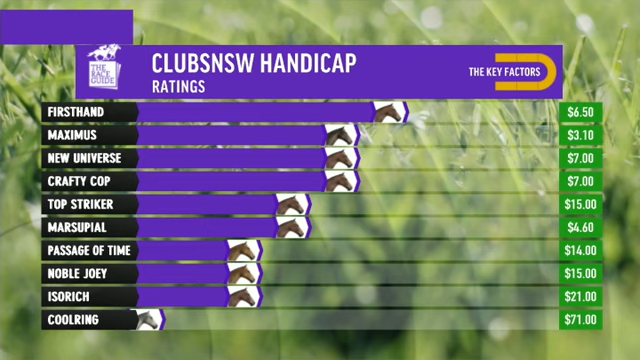 THE
RACE
GUIDE
CLUBSNSW HANDICAP
RATINGS
THE KEY FACTORS
FIRSTHAND $6.50
MAXIMUS $3.10
NEW UNIVERSE $7.00
CRAFTY COP $7.00
TOP STRIKER $15.00
MARSUPIAL $4.60
PASSAGE OF TIME $14.00
NOBLE JOEY $15.00
ISORICH $21.00
COOLRING $71.00